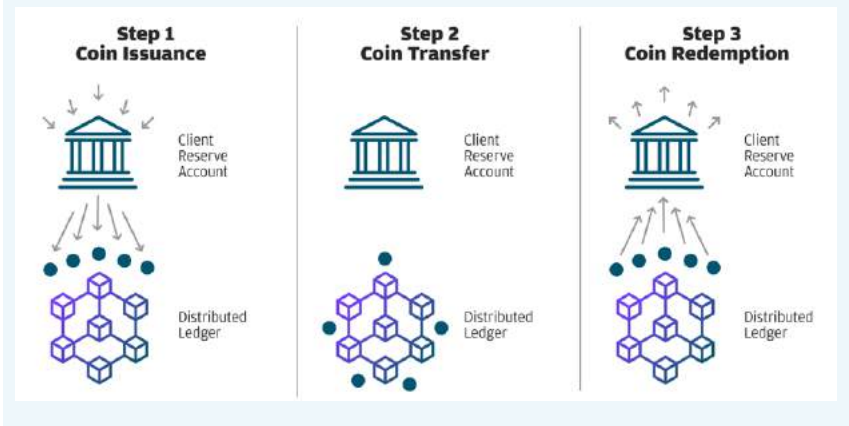 Step 1
Coin Issuance
Client
Reserve
Account
Distributed
Ledger
Step 2
Coin Transfer
Client
Reserve
Account
Distributed
Ledger
Step 3
Coin Redemption
Client
Reserve
Account
Distributed
Ledger